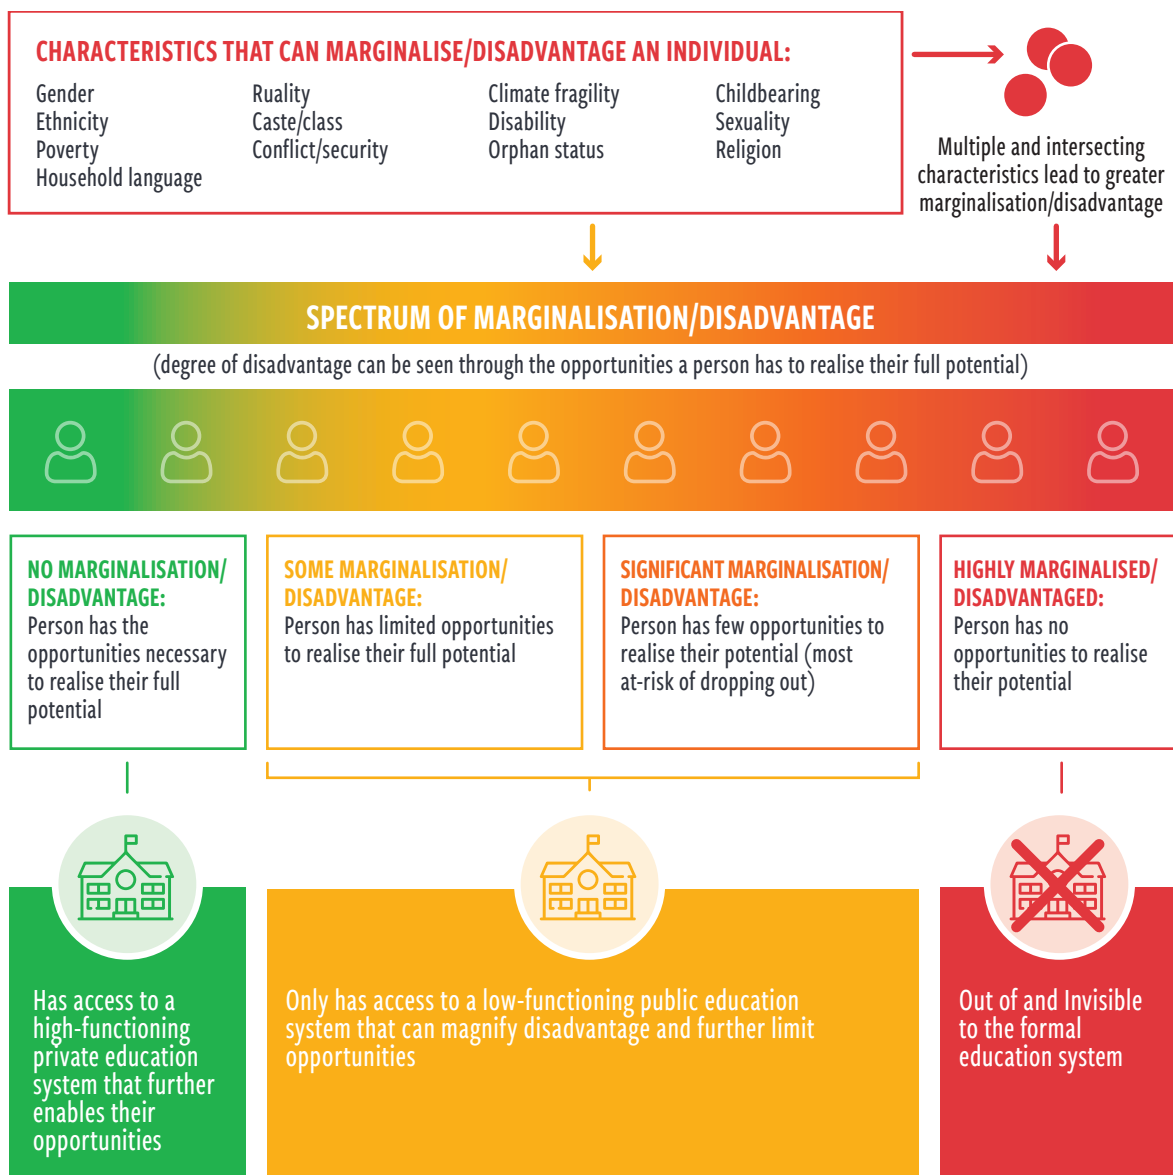 CHARACTERISTICS THAT CAN MARGINALISE/DISADVANTAGE AN INDIVIDUAL:
Gender
Ethnicity
Poverty
Household language
Ruality
Caste/class
Conflict/security
Climate fragility
Disability
Orphan status
Childbearing
Sexuality
Religion
Multiple and intersecting
characteristics lead to greater
marginalisation/disadvantage
SPECTRUM OF MARGINALISATION/DISADVANTAGE
(degree of disadvantage can be seen through the opportunities a person has to realise their full potential)
NO MARGINALISATION/
DISADVANTAGE:
Person has the
opportunities necessary
to realise their full
potential
SOME MARGINALISATION/
DISADVANTAGE:
Person has limited opportunities
to realise their full potential
SIGNIFICANT MARGINALISATION/
DISADVANTAGE:
Person has few opportunities to
realise their potential (most
at-risk of dropping out)
HIGHLY MARGINALISED/
DISADVANTAGED:
Person has no
opportunities to realise
their potential
Has access to a
high-functioning
private education
system that further
enables their
opportunities
Only has access to a low-functioning public education
system that can magnify disadvantage and further limit
opportunities
Out of and Invisible
to the formal
education system